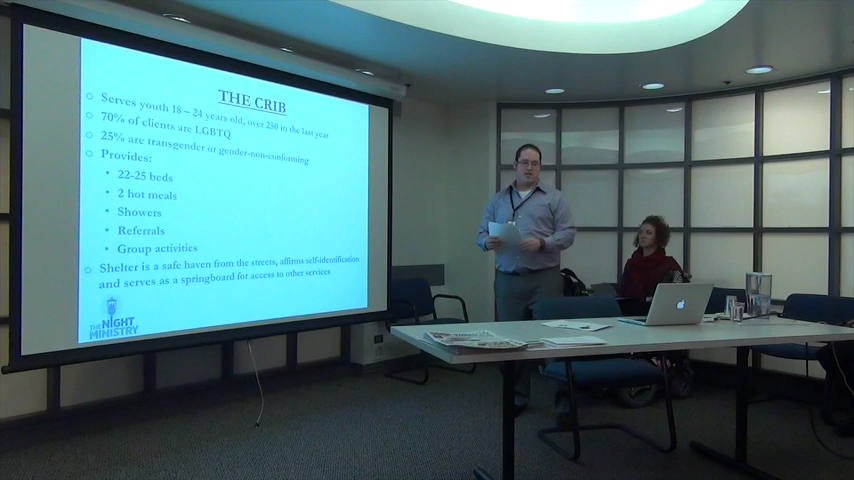 THE CRIB
Serves youth 18 – 24 years old, over 250 in the last year
70% of clients are LGBTQ
25% are transgender or gender-non-conforming
Provides:
22-25 beds
2 hot meals
Showers
Referrals
Group activities
Shelter is a safe haven from the streets, affirms self-identification
and serves as a springboard for access to other services
THE NIGHT
MINISTRY